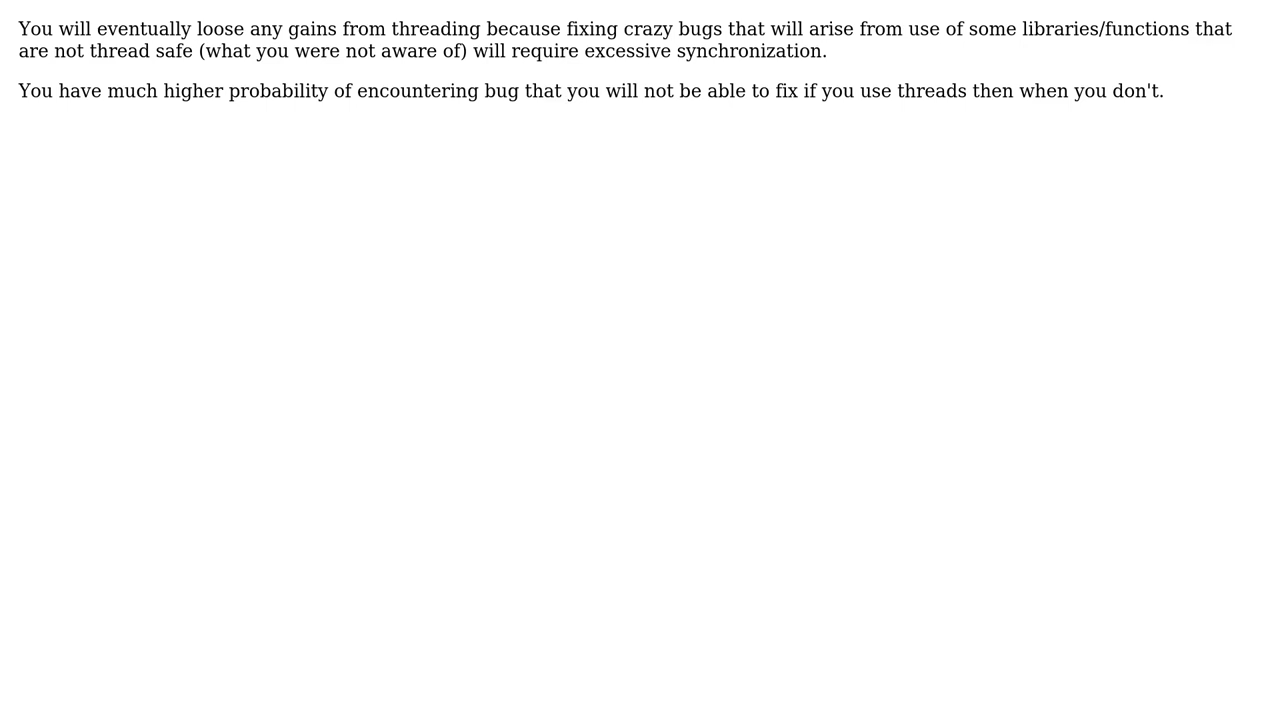 You will eventually loose any gains from threading because fixing crazy bugs that will arise from use of some libraries/functions that
are not thread safe (what you were not aware of) will require excessive synchronization.
You have much higher probability of encountering bug that you will not be able to fix if you use threads then when you don't.